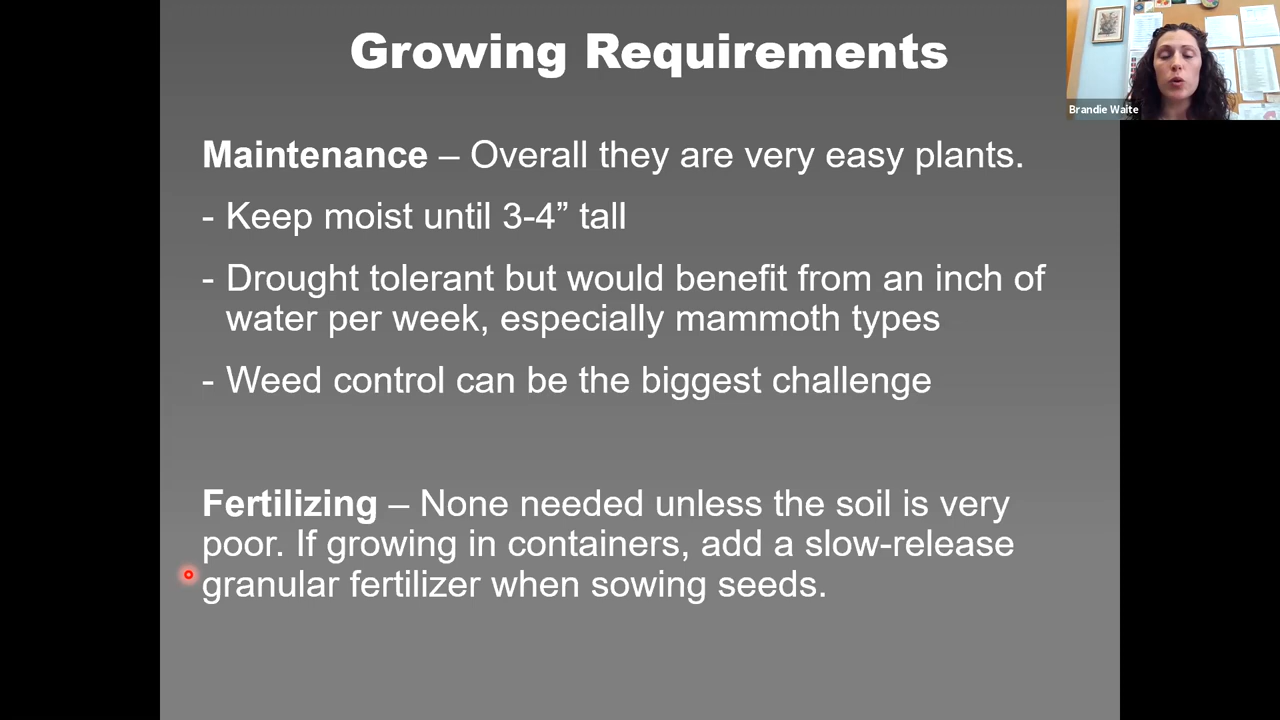 Growing Requirements
Brandie Waite
Maintenance – Overall they are very easy plants.
- Keep moist until 3-4” tall
- Drought tolerant but would benefit from an inch of
water per week, especially mammoth types
- Weed control can be the biggest challenge
Fertilizing – None needed unless the soil is very
poor. If growing in containers, add a slow-release
granular fertilizer when sowing seeds.